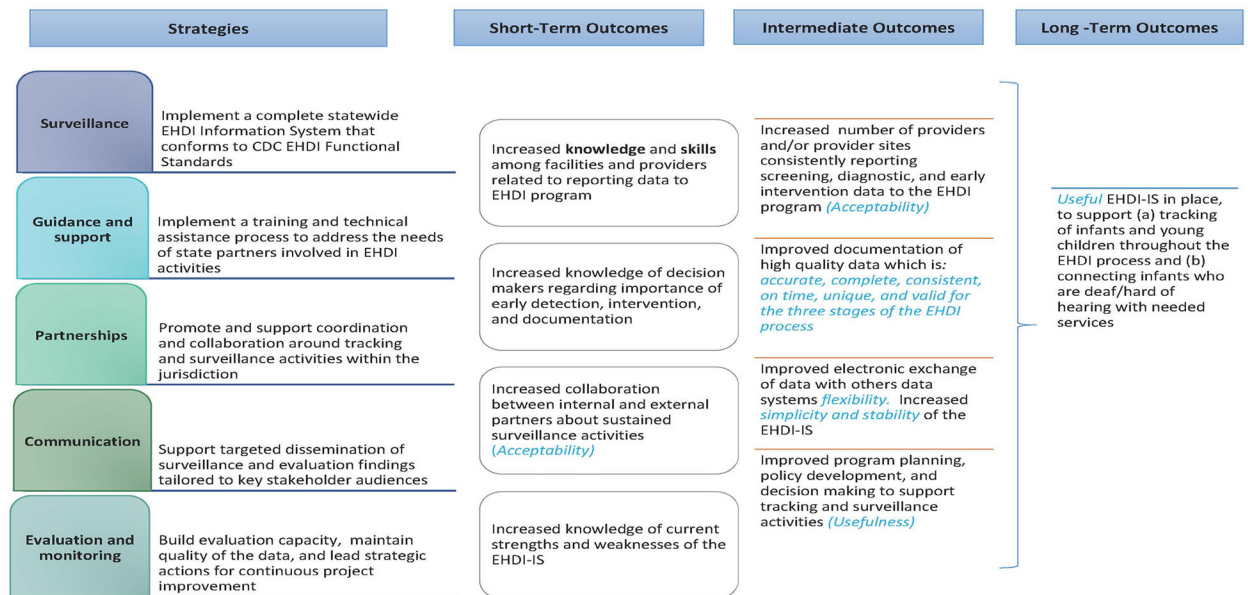 Strategies
Short-Term Outcomes
Intermediate Outcomes
Long -Term Outcomes
Surveillance
Implement a complete statewide
EHDI Information System that
conforms to CDC EHDI Functional
Standards
Guidance and
support
Implement a training and technical
assistance process to address the needs
of state partners involved in EHDI
activities
Partnerships
Promote and support coordination
and collaboration around tracking
and surveillance activities within the
jurisdiction
Communication
Support targeted dissemination of
surveillance and evaluation findings
tailored to key stakeholder audiences
Evaluation and
monitoring
Build evaluation capacity, maintain
quality of the data, and lead strategic
actions for continuous project
improvement
Increased knowledge and skills
among facilities and providers
related to reporting data to
EHDI program
Increased knowledge of decision
makers regarding importance of
early detection, intervention,
and documentation
Increased collaboration
between internal and external
partners about sustained
surveillance activities
(Acceptability)
Increased knowledge of current
strengths and weaknesses of the
EHDI-IS
Increased number of providers
and/or provider sites
consistently reporting
screening, diagnostic, and early
intervention data to the EHDI
program (Acceptability)
Improved documentation of
high quality data which is:
accurate, complete, consistent,
on time, unique, and valid for
the three stages of the EHDI
process
Improved electronic exchange
of data with others data
systems flexibility. Increased
simplicity and stability of the
EHDI-IS
Improved program planning,
policy development, and
decision making to support
tracking and surveillance
activities (Usefulness)
Useful EHDI-IS in place,
to support (a) tracking
of infants and young
children throughout the
EHDI process and (b)
connecting infants who
are deaf/hard of
hearing with needed
services